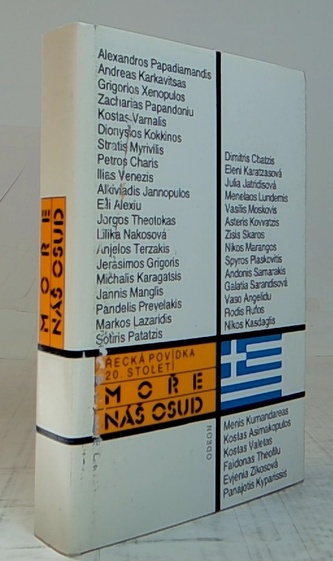 MOŘE
NÁŠ OSUD
Alexandros Papadiamandis
Andreas Karkavitsas
Grigorios Xenopulos
Zacharias Papandoniu
Kostas Varnalis
Dionysios Kokkinos
Stratis Myrivilis
Petros Charis
Ilias Venezis
Alkiviadis Jannopulos
Elli Alexiu
Jorgos Theotokas
Lilika Nakosová
Anjelos Terzakis
Jerasimos Grigoris
Michalis Karagatsis
Jannis Manglis
Pandelis Prevelakis
Markos Lazaridis
Sotiris Patatzis
Dimitris Chatzis
Eleni Karatzasová
Julia Jatridisová
Menelaos Lundemis
Vasilis Moskovis
Asteris Kovvatzis
Zisis Skaros
Nikos Marangos
Spyros Plaskovitis
Andonis Samarakis
Galatia Sarandisová
Vaso Angelidu
Rodis Rufos
Nikos Kasdaglis
ŘECKÁ POVÍDKA
20. STOLETÍ
MOŘE
NÁŠ OSUD
ODEON
Menis Kumandareas
Kostas Asimakopulos
Kostas Valetas
Faidonas Theofilu
Evjenia Zikosová
Panajotis Kyparissis